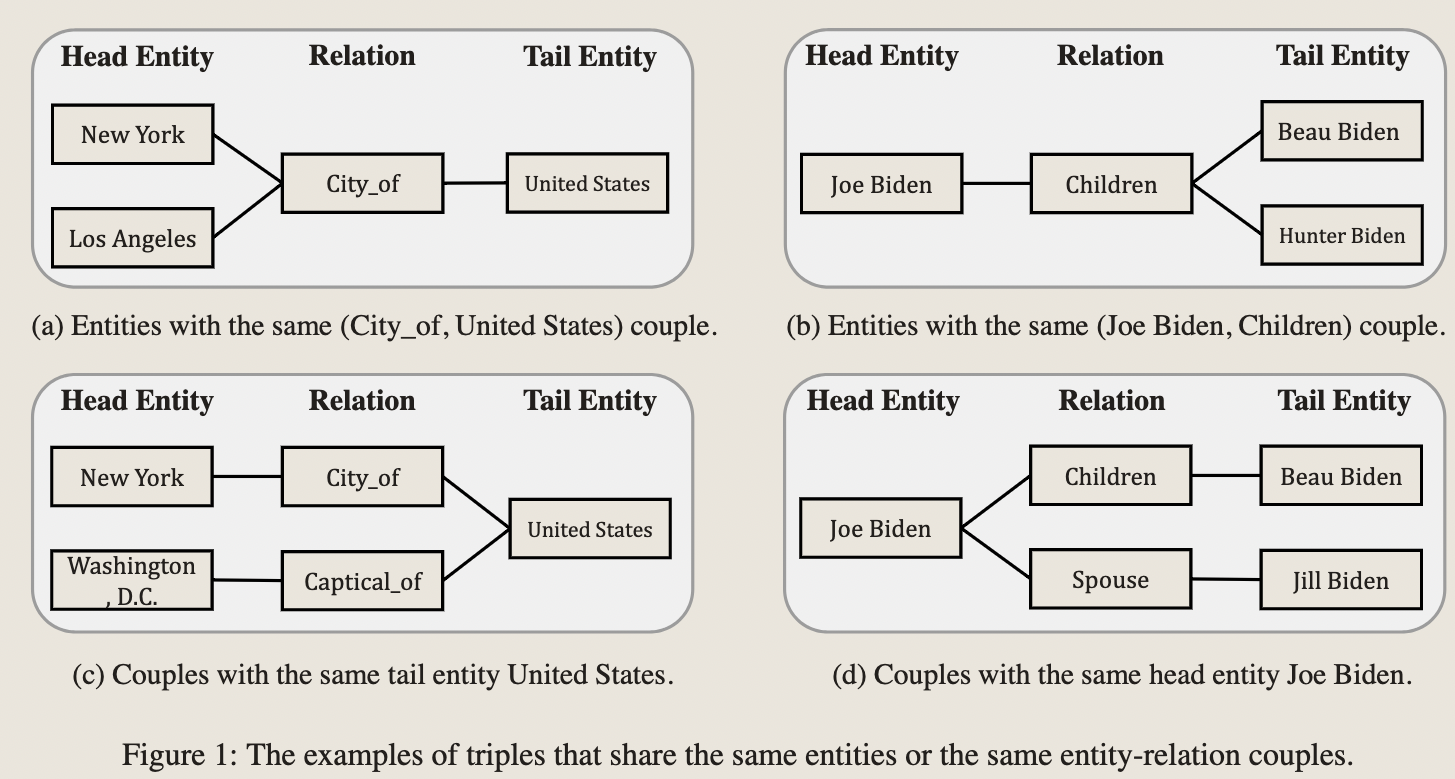 Head Entity Relation Tail Entity
New York
Los Angeles
City_of
United States
(a) Entities with the same (City_of, United States) couple.
Head Entity Relation Tail Entity
Joe Biden
Children
Beau Biden
Hunter Biden
(b) Entities with the same (Joe Biden, Children) couple.
Head Entity Relation Tail Entity
New York
City_of
Washington
, D.C.
Captical_of
United States
(c) Couples with the same tail entity United States.
Head Entity Relation Tail Entity
Joe Biden
Children
Beau Biden
Spouse
Jill Biden
(d) Couples with the same head entity Joe Biden.
Figure 1: The examples of triples that share the same entities or the same entity-relation couples.